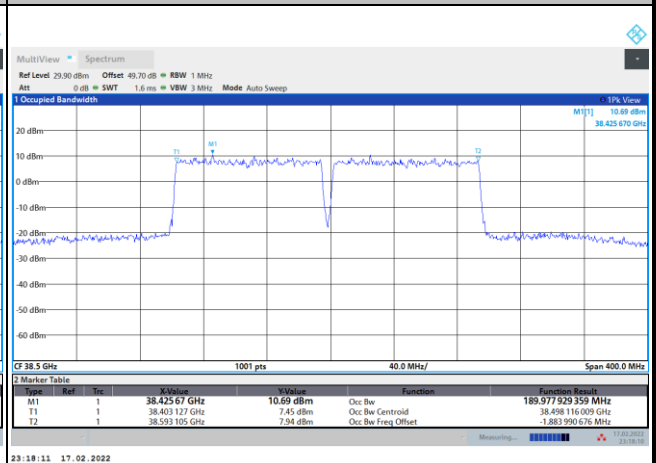 MultiView Spectrum
Ref Level 29.90 dBm Offset 49.70 dB RBW 1 MHz
Att 0 dB SWT 1.6 ms VBW 3 MHz Mode Auto Sweep
1 Occupied Bandwidth 1Pk View
M1[1] 10.69 dBm
38.425 670 GHz
20 dBm
M1
T1
T2
10 dBm
0 dBm
-10 dBm
-20 dBm
-30 dBm
-40 dBm
-50 dBm
-60 dBm
CF 38.5 GHz 1001 pts 40.0 MHz/ Span 400.0 MHz
2 Marker Table
Type Ref Trc X-Value Y-Value Function Function Result
M1 1 38.425 67 GHz 10.69 dBm Occ Bw 189.977 929 359 MHz
T1 1 38.403 127 GHz 7.45 dBm Occ Bw Centroid 38.498 116 009 GHz
T2 1 38.593 105 GHz 7.94 dBm Occ Bw Freq Offset -1.883 990 676 MHz
Measuring... 17.02.2022
23:18:10
23:18:11 17.02.2022